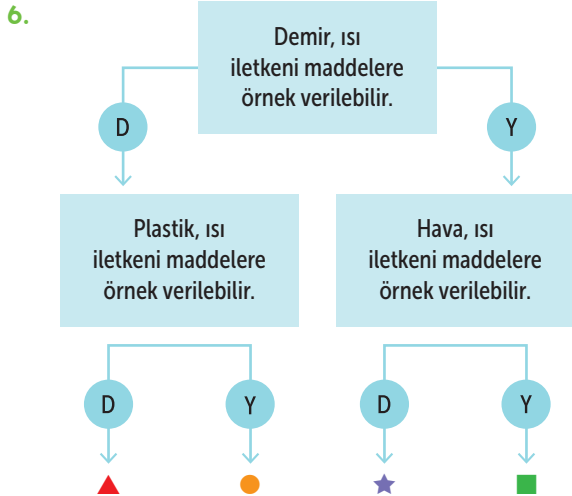 6.
Demir, ısı
iletkeni maddelere
örnek verilebilir.
D
Y
Plastik, ısı
iletkeni maddelere
örnek verilebilir.
Hava, ısı
iletkeni maddelere
örnek verilebilir.
D
Y
D
Y